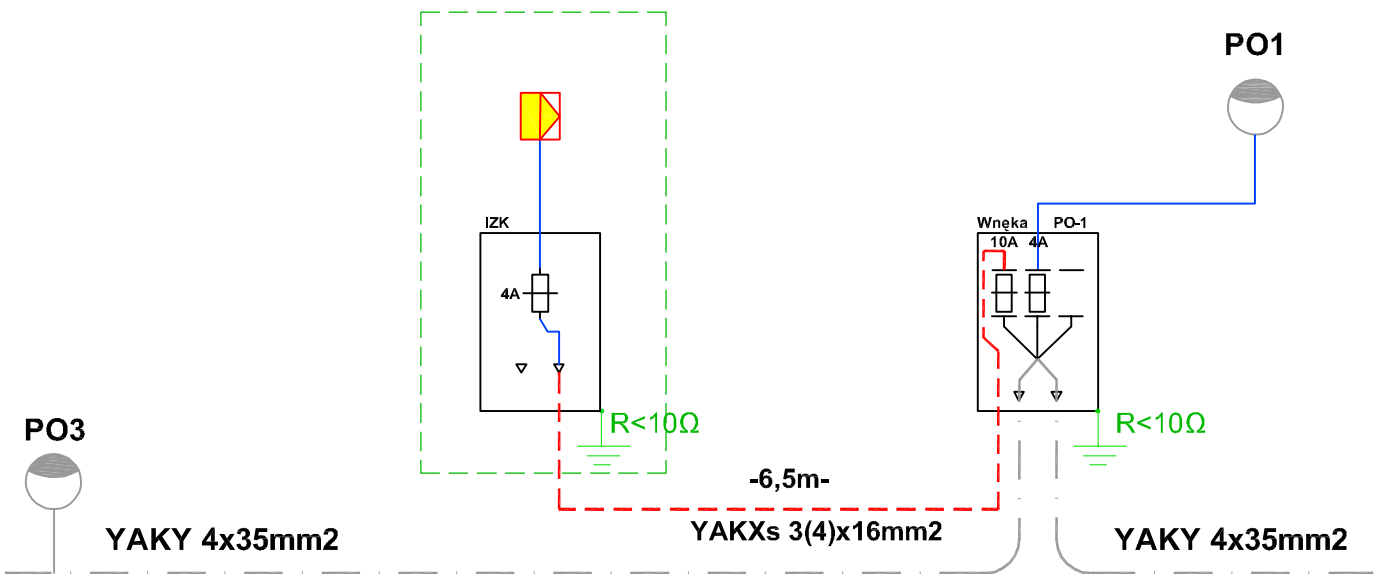 PO1
IZK
Wnęka PO-1
10A 4A
4A
R<10Ω
R<10Ω
PO3
-6,5m-
YAKXs 3(4)x16mm2
YAKY 4x35mm2
YAKY 4x35mm2